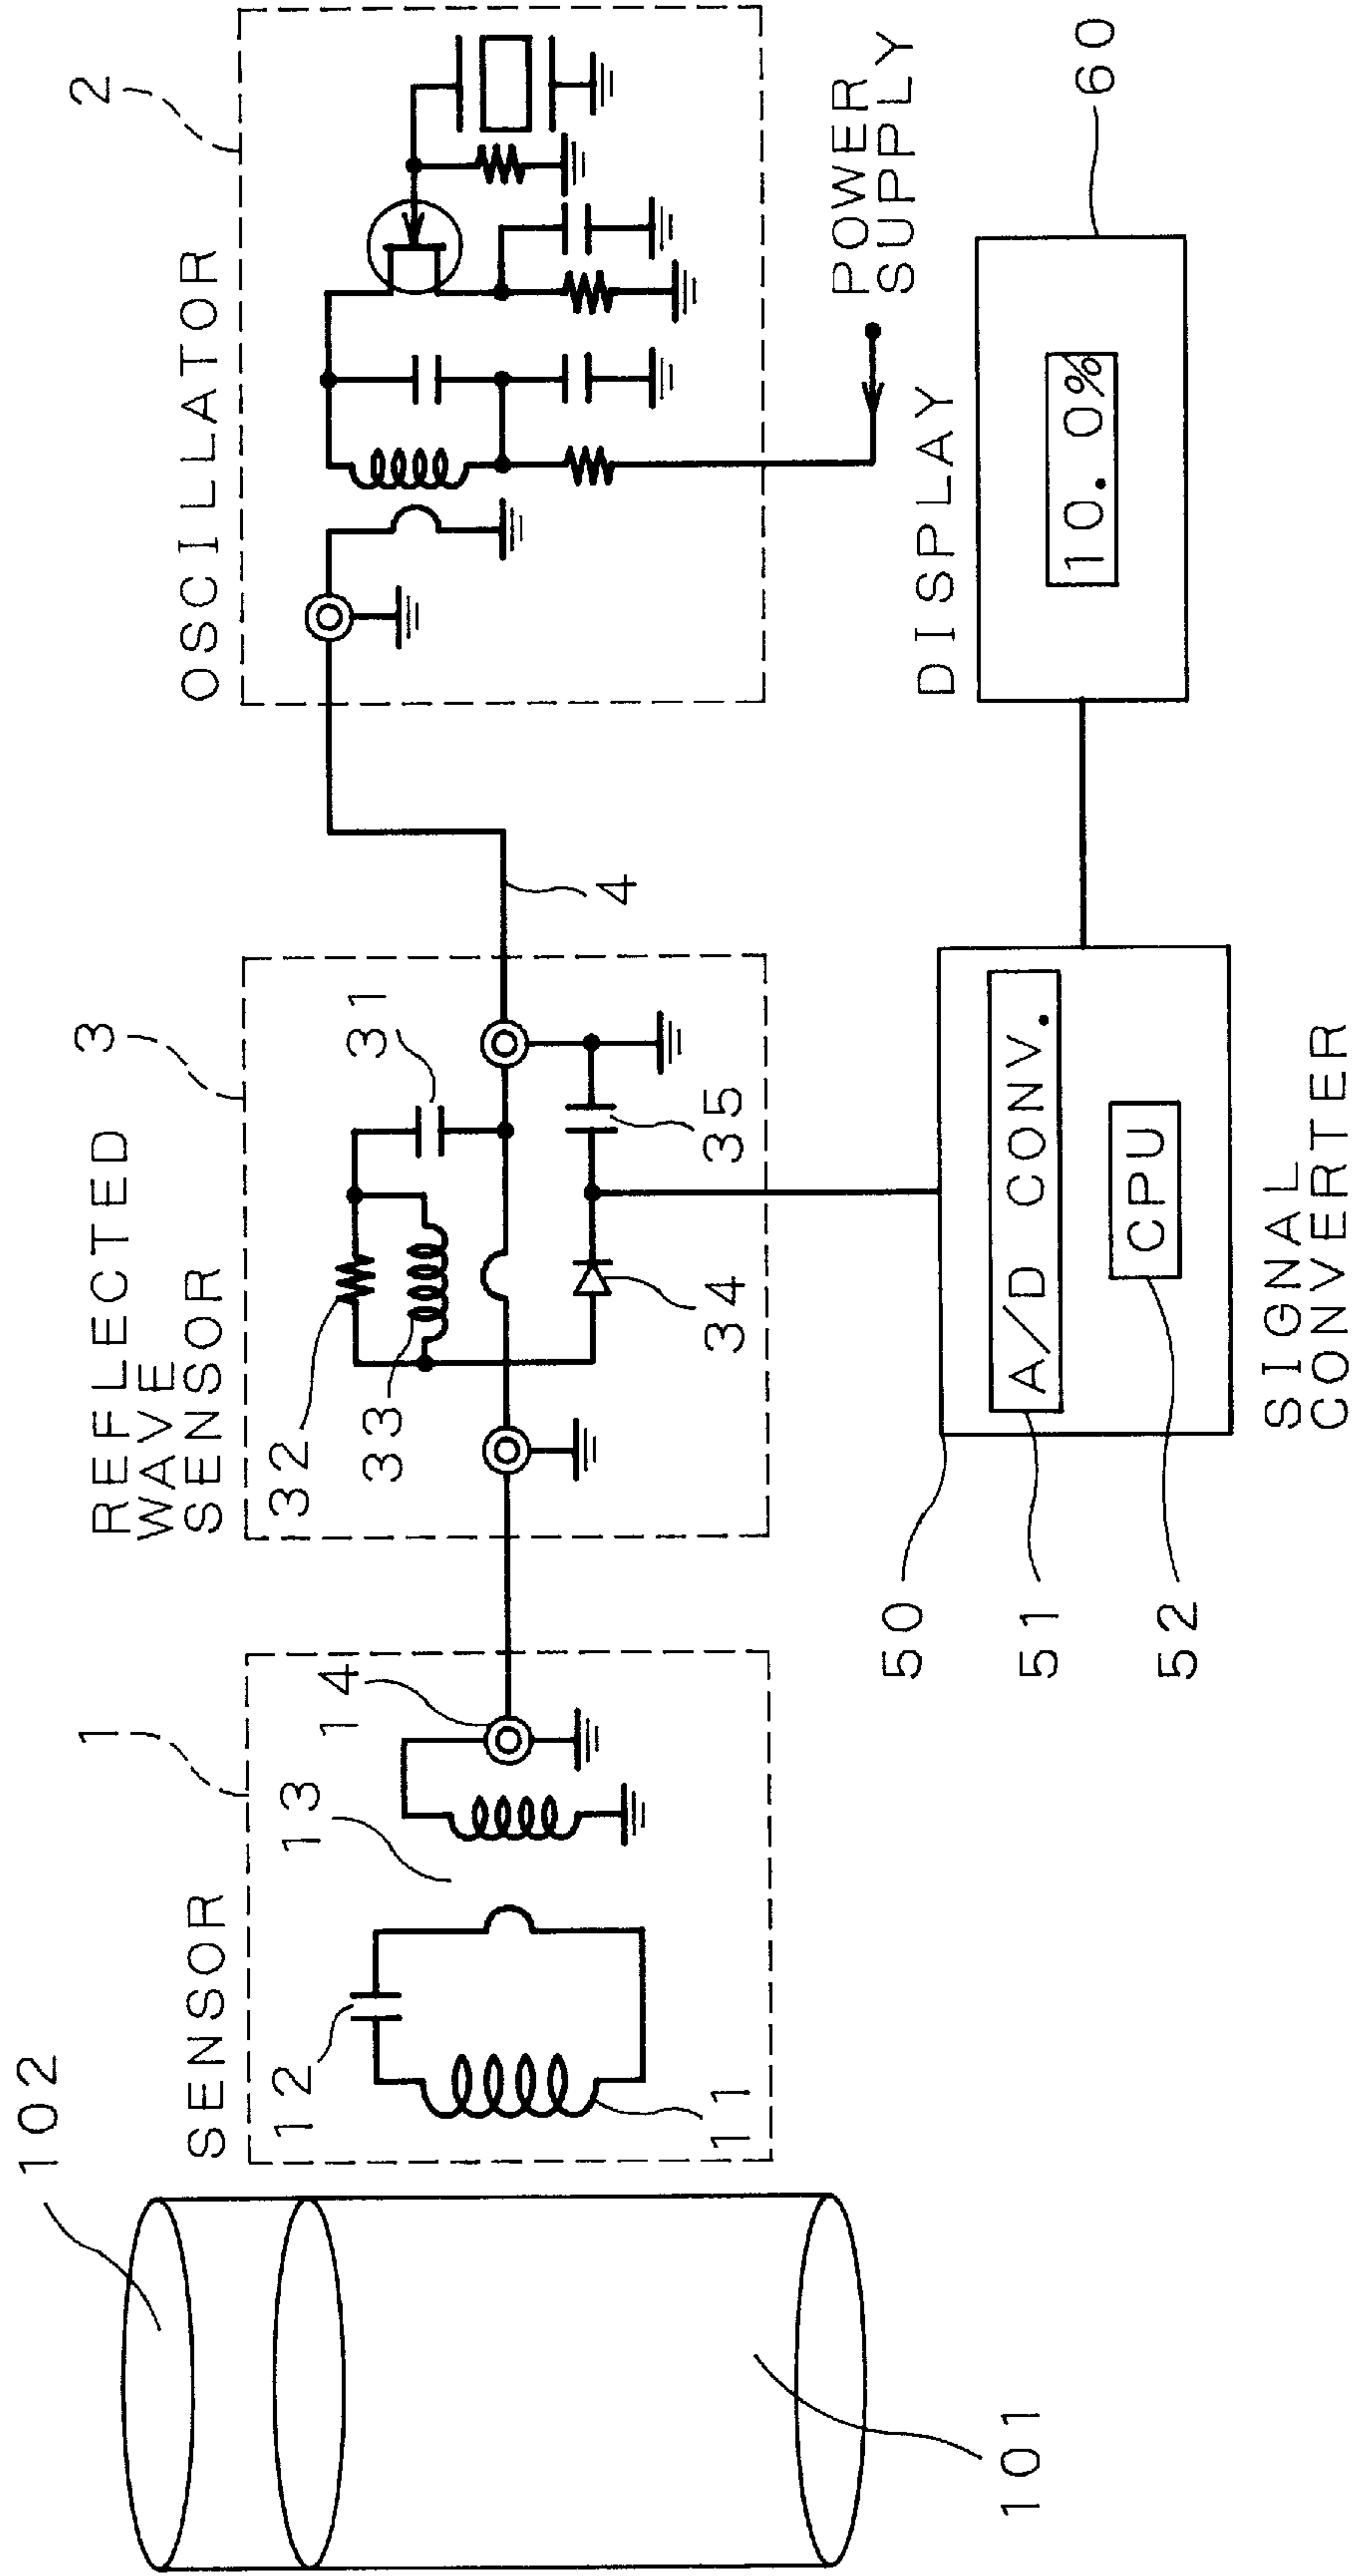 102
SENSOR
1
12
13
14
11
101
REFLECTED
WAVE
SENSOR
3
32
33
31
34
35
4
OSCILLATOR
2
POWER
SUPPLY
50
51
52
A/D CONV.
CPU
SIGNAL
CONVERTER
DISPLAY
10.0%
60